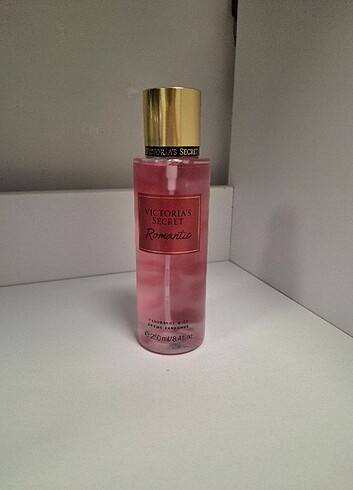 VICTORIA'S SECRET
VICTORIA'S
SECRET
Romantic
FRAGRANCE MIST
BRUME PARFUMÉE
e 250 ml/8.4 fl oz